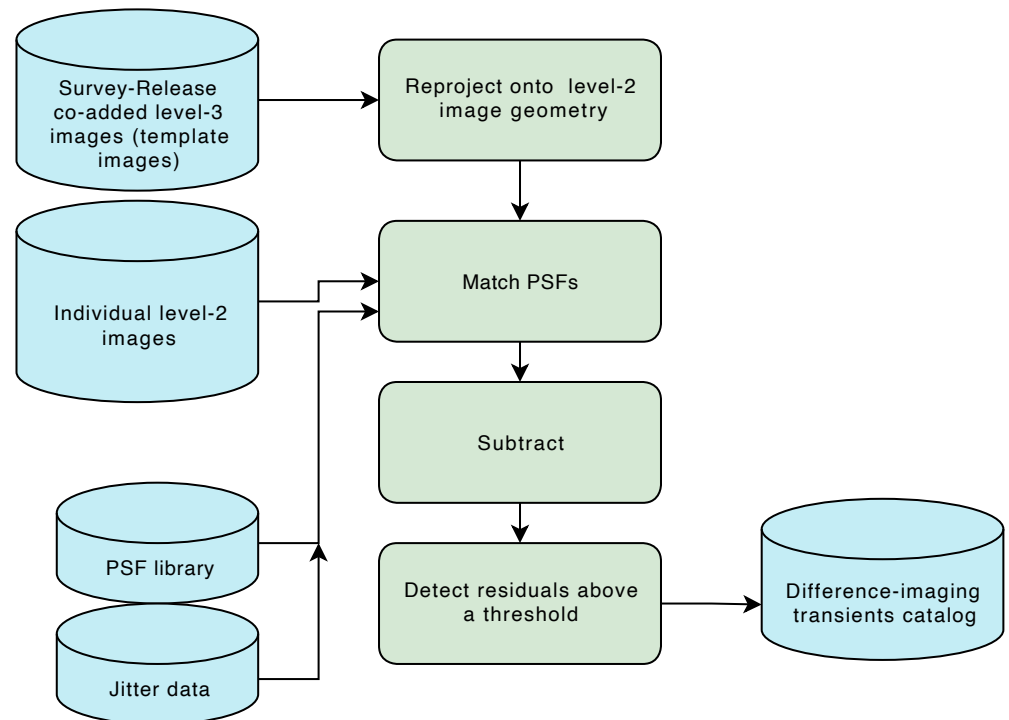 Survey-Release
co-added level-3
images (template
images)
Reproject onto level-2
image geometry
Individual level-2
images
Match PSFs
Subtract
PSF library
Jitter data
Detect residuals above
a threshold
Difference-imaging
transients catalog